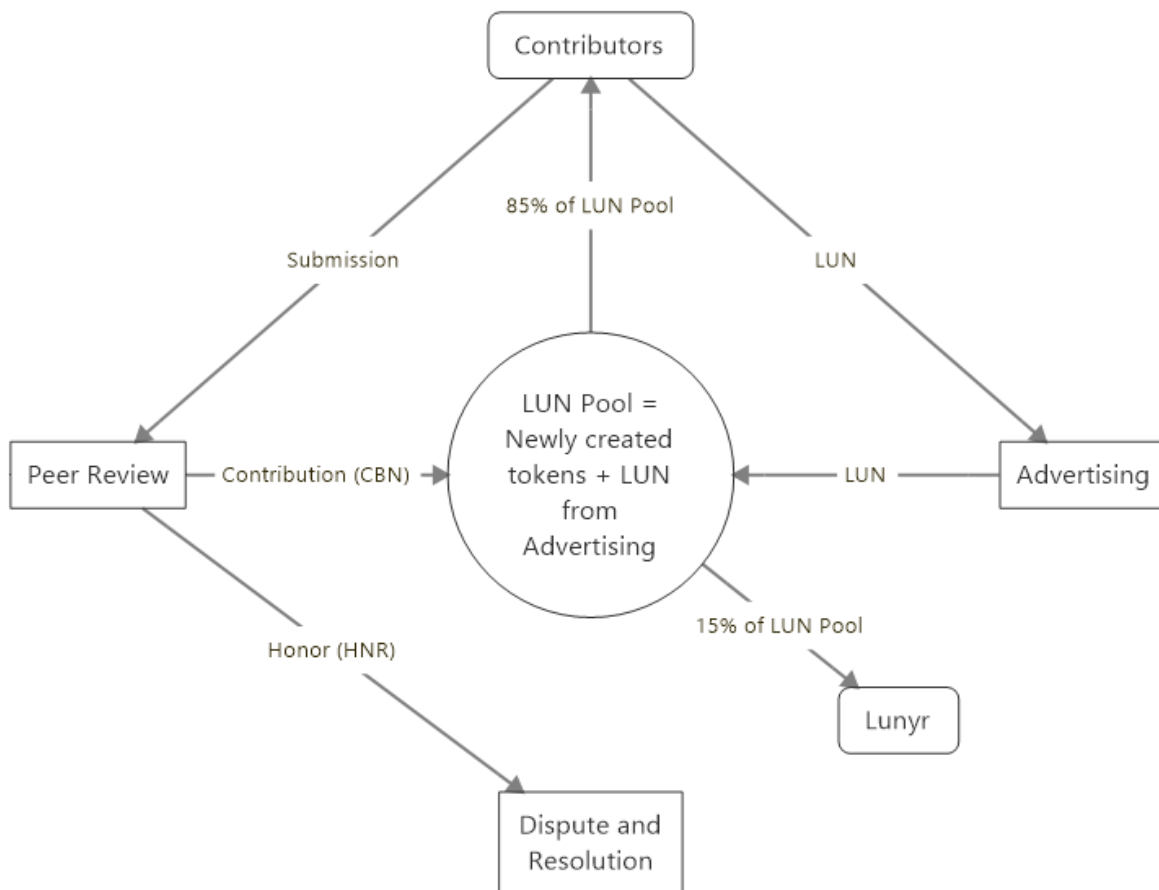 Contributors
85% of LUN Pool
Submission
LUN
LUN Pool =
Newly created
tokens + LUN
from
Advertising
Peer Review
Contribution (CBN)
LUN
Advertising
15% of LUN Pool
Honor (HNR)
Lunyr
Dispute and
Resolution